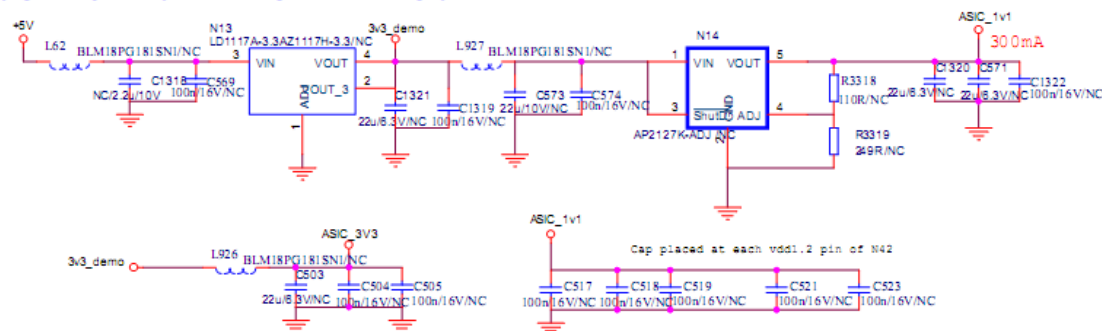 +5V
L62
BLM18PG181SN1/NC
C1318
NC/2.2u/10V
C569
100n/16V/NC
N13
LD1117A-3.3AZ1117H-3.3/NC
3
VIN
VOUT
4
VOUT_3
2
ADJ
1
3v3_demo
C1321
22u/6.3V/NC
C1319
100n/16V/NC
L927
BLM18PG181SN1/NC
C573
22u/10V/NC
C574
100n/16V/NC
N14
1
VIN
VOUT
5
3
ShutDn
GND
ADJ
4
2
AP2127K-ADJ /NC
R3318
110R/NC
R3319
249R/NC
ASIC_1v1
300mA
C1320
22u/6.3V/NC
C571
22u/6.3V/NC
C1322
100n/16V/NC
3v3_demo
L926
BLM18PG181SN1/NC
ASIC_3V3
C503
22u/6.3V/NC
C504
100n/16V/NC
C505
100n/16V/NC
ASIC_1v1
Cap placed at each vdd1.2 pin of N42
C517
100n/16V/NC
C518
100n/16V/NC
C519
100n/16V/NC
C521
100n/16V/NC
C523
100n/16V/NC